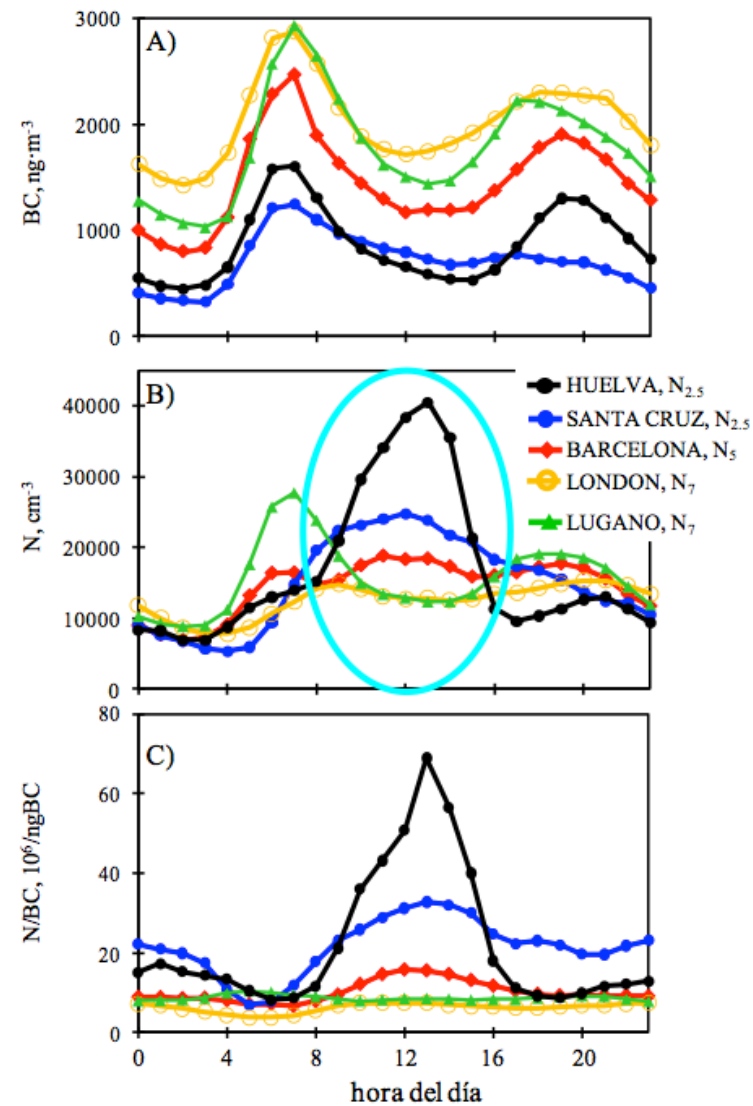 A)
3000
2000
1000
0
BC, ng·m⁻³
B)
40000
30000
20000
10000
0
N, cm⁻³
HUELVA, N₂.₅
SANTA CRUZ, N₂.₅
BARCELONA, N₅
LONDON, N₇
LUGANO, N₇
C)
80
60
40
20
0
N/BC, 10⁶/ngBC
0 4 8 12 16 20
hora del día